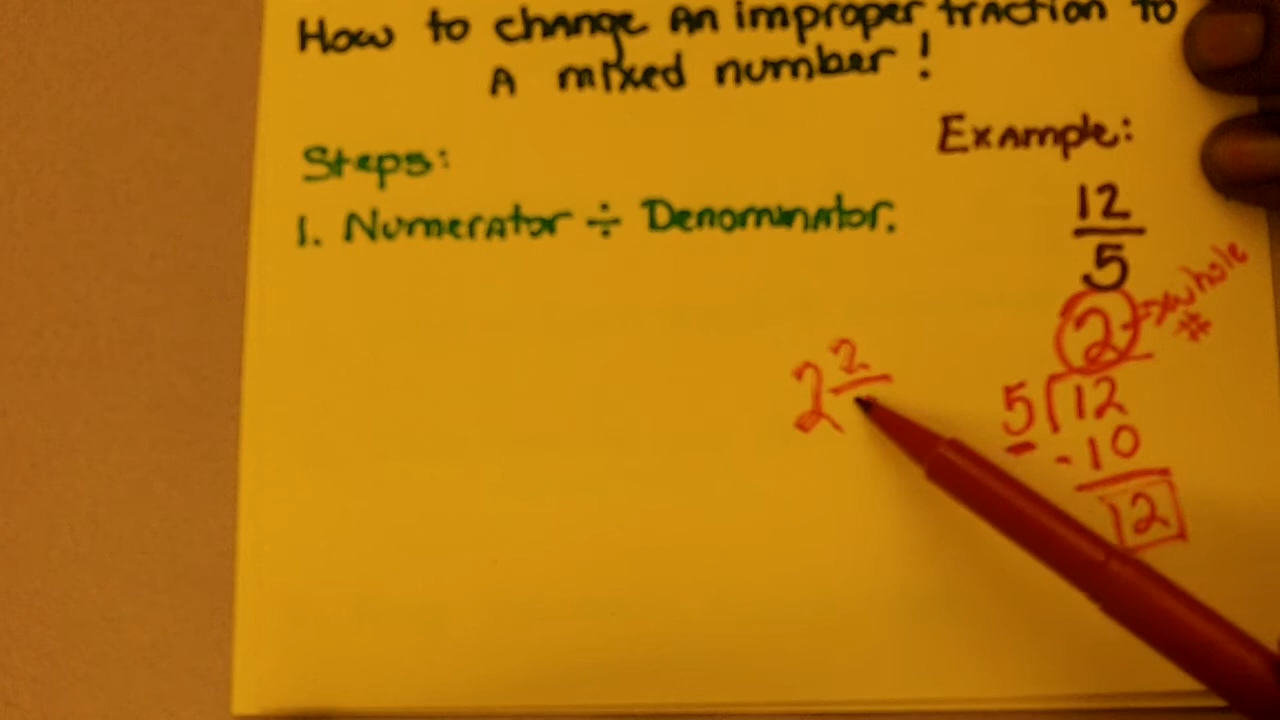 How to change An improper fraction to
A mixed number!
Steps:
Example:
1. Numerator ÷ Denominator.
12
5
2 whole
#
5 12
-10
2
2 2